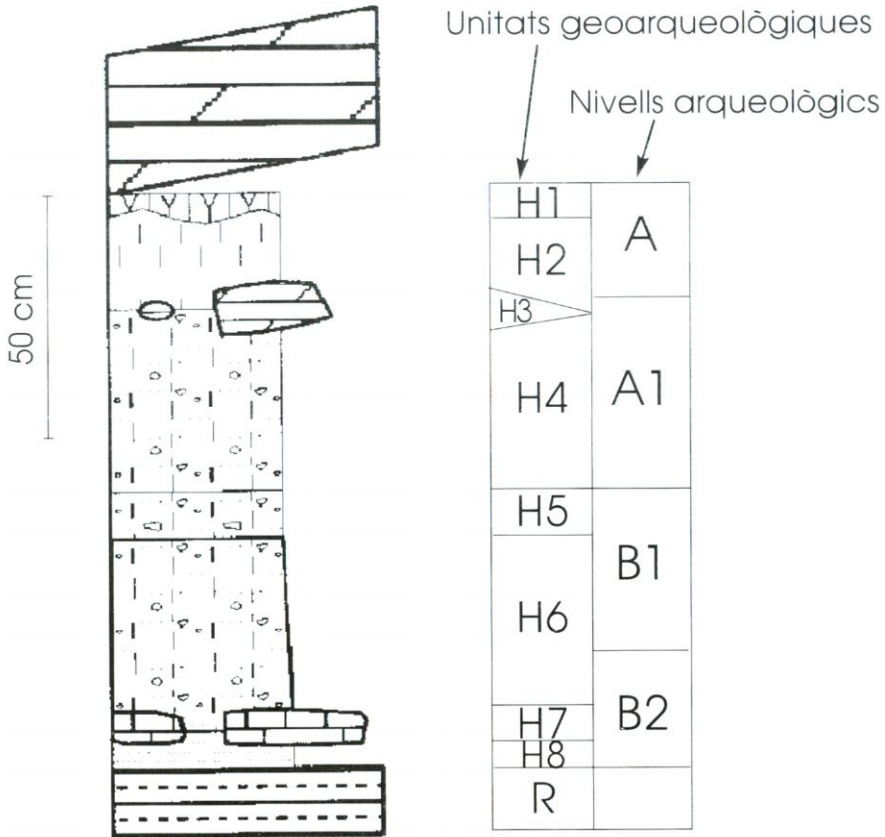 Unitats geoarqueològiques
Nivells arqueològics
50 cm
H1
A
H2
H3
A1
H4
H5
B1
H6
B2
H7
H8
R